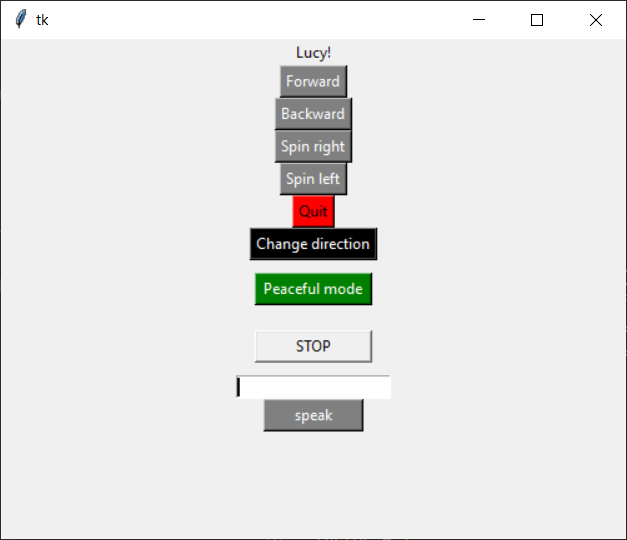 tk
Lucy!
Forward
Backward
Spin right
Spin left
Quit
Change direction
Peaceful mode
STOP
speak